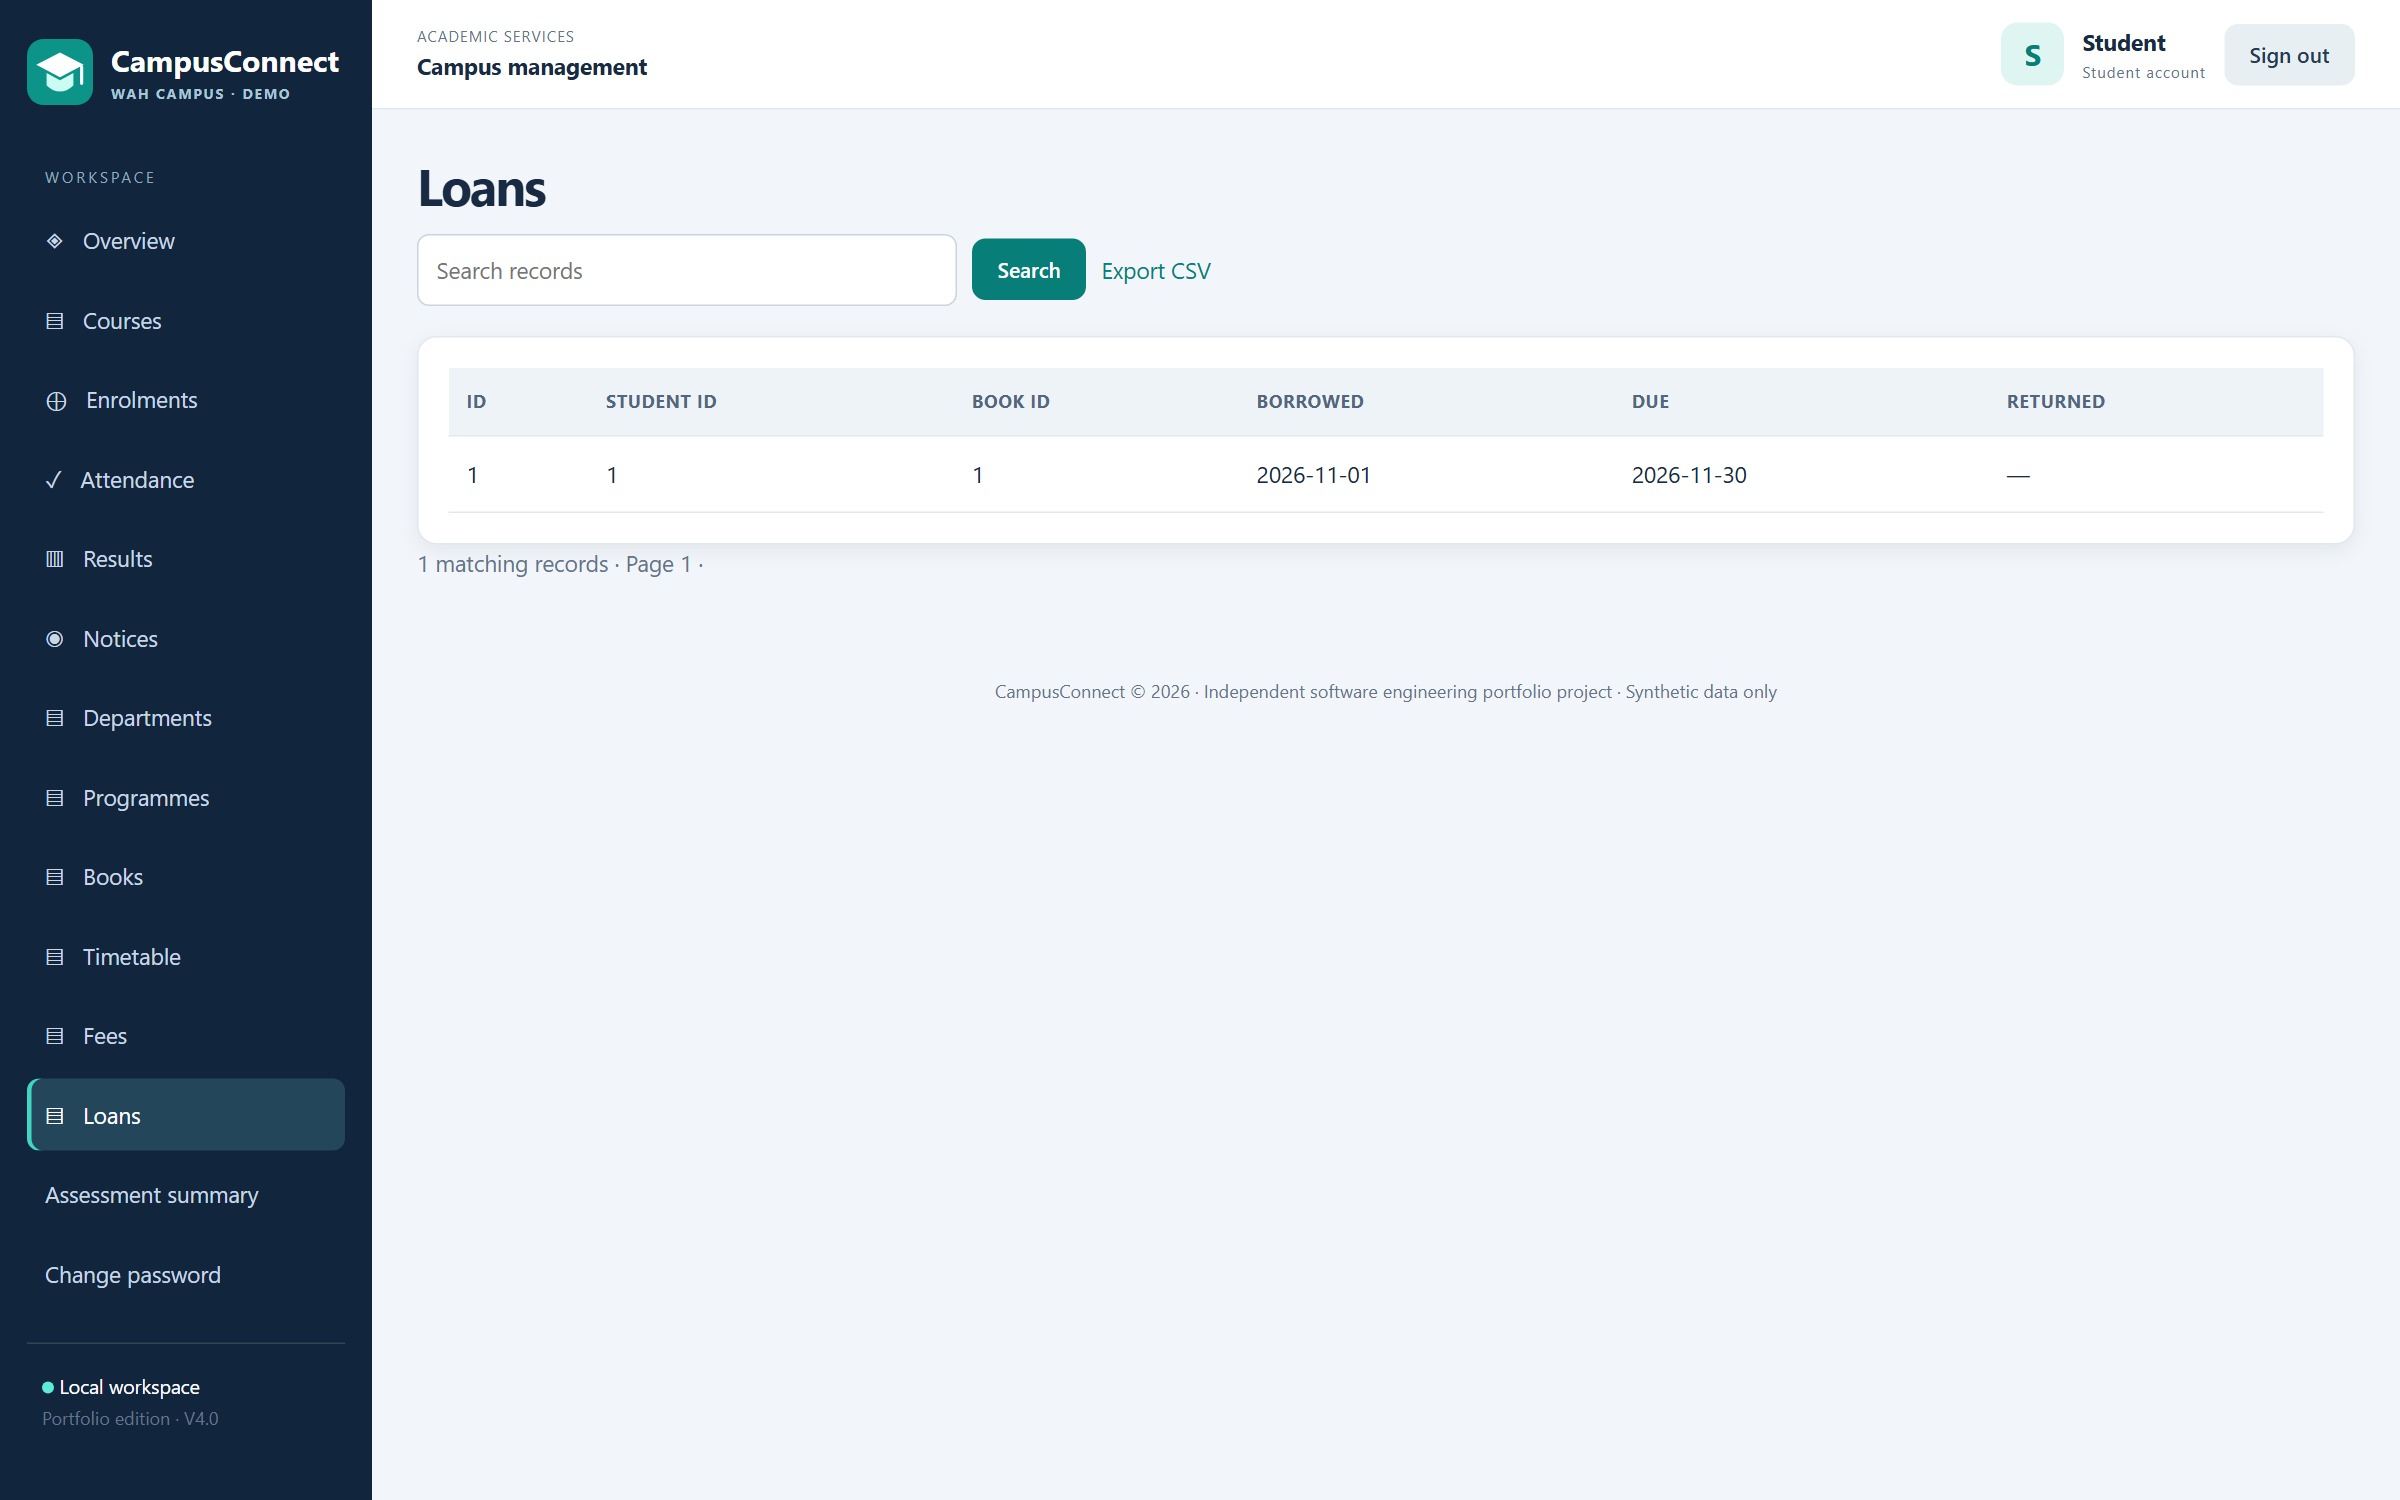 CampusConnect
WAH CAMPUS · DEMO
WORKSPACE
Overview
Courses
Enrolments
Attendance
Results
Notices
Departments
Programmes
Books
Timetable
Fees
Loans
Assessment summary
Change password
Local workspace
Portfolio edition · V4.0
ACADEMIC SERVICES
Campus management
S
Student
Student account
Sign out
Loans
Search records
Search
Export CSV
ID STUDENT ID BOOK ID BORROWED DUE RETURNED
1 1 1 2026-11-01 2026-11-30 —
1 matching records · Page 1 ·
CampusConnect © 2026 · Independent software engineering portfolio project · Synthetic data only